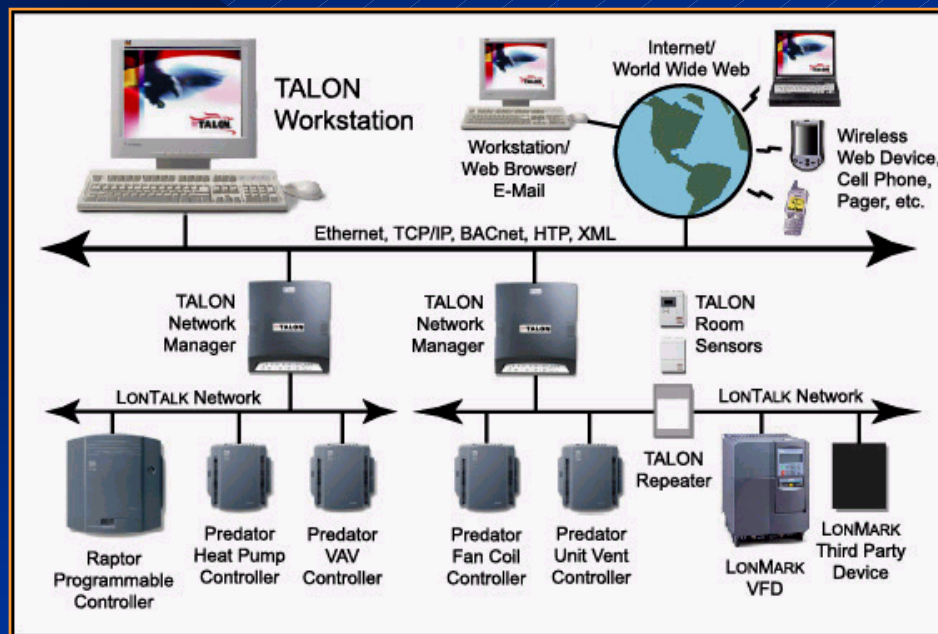 TALON
Workstation
TALON
Internet/
World Wide Web
Workstation/
Web Browser/
E-Mail
Wireless
Web Device,
Cell Phone,
Pager, etc.
Ethernet, TCP/IP, BACnet, HTP, XML
TALON
Network
Manager
TALON
TALON
Network
Manager
TALON
TALON
Room
Sensors
LONTALK Network
LONTALK Network
TALON
Repeater
Raptor
Programmable
Controller
Predator
Heat Pump
Controller
Predator
VAV
Controller
Predator
Fan Coil
Controller
Predator
Unit Vent
Controller
LONMARK
VFD
LONMARK
Third Party
Device